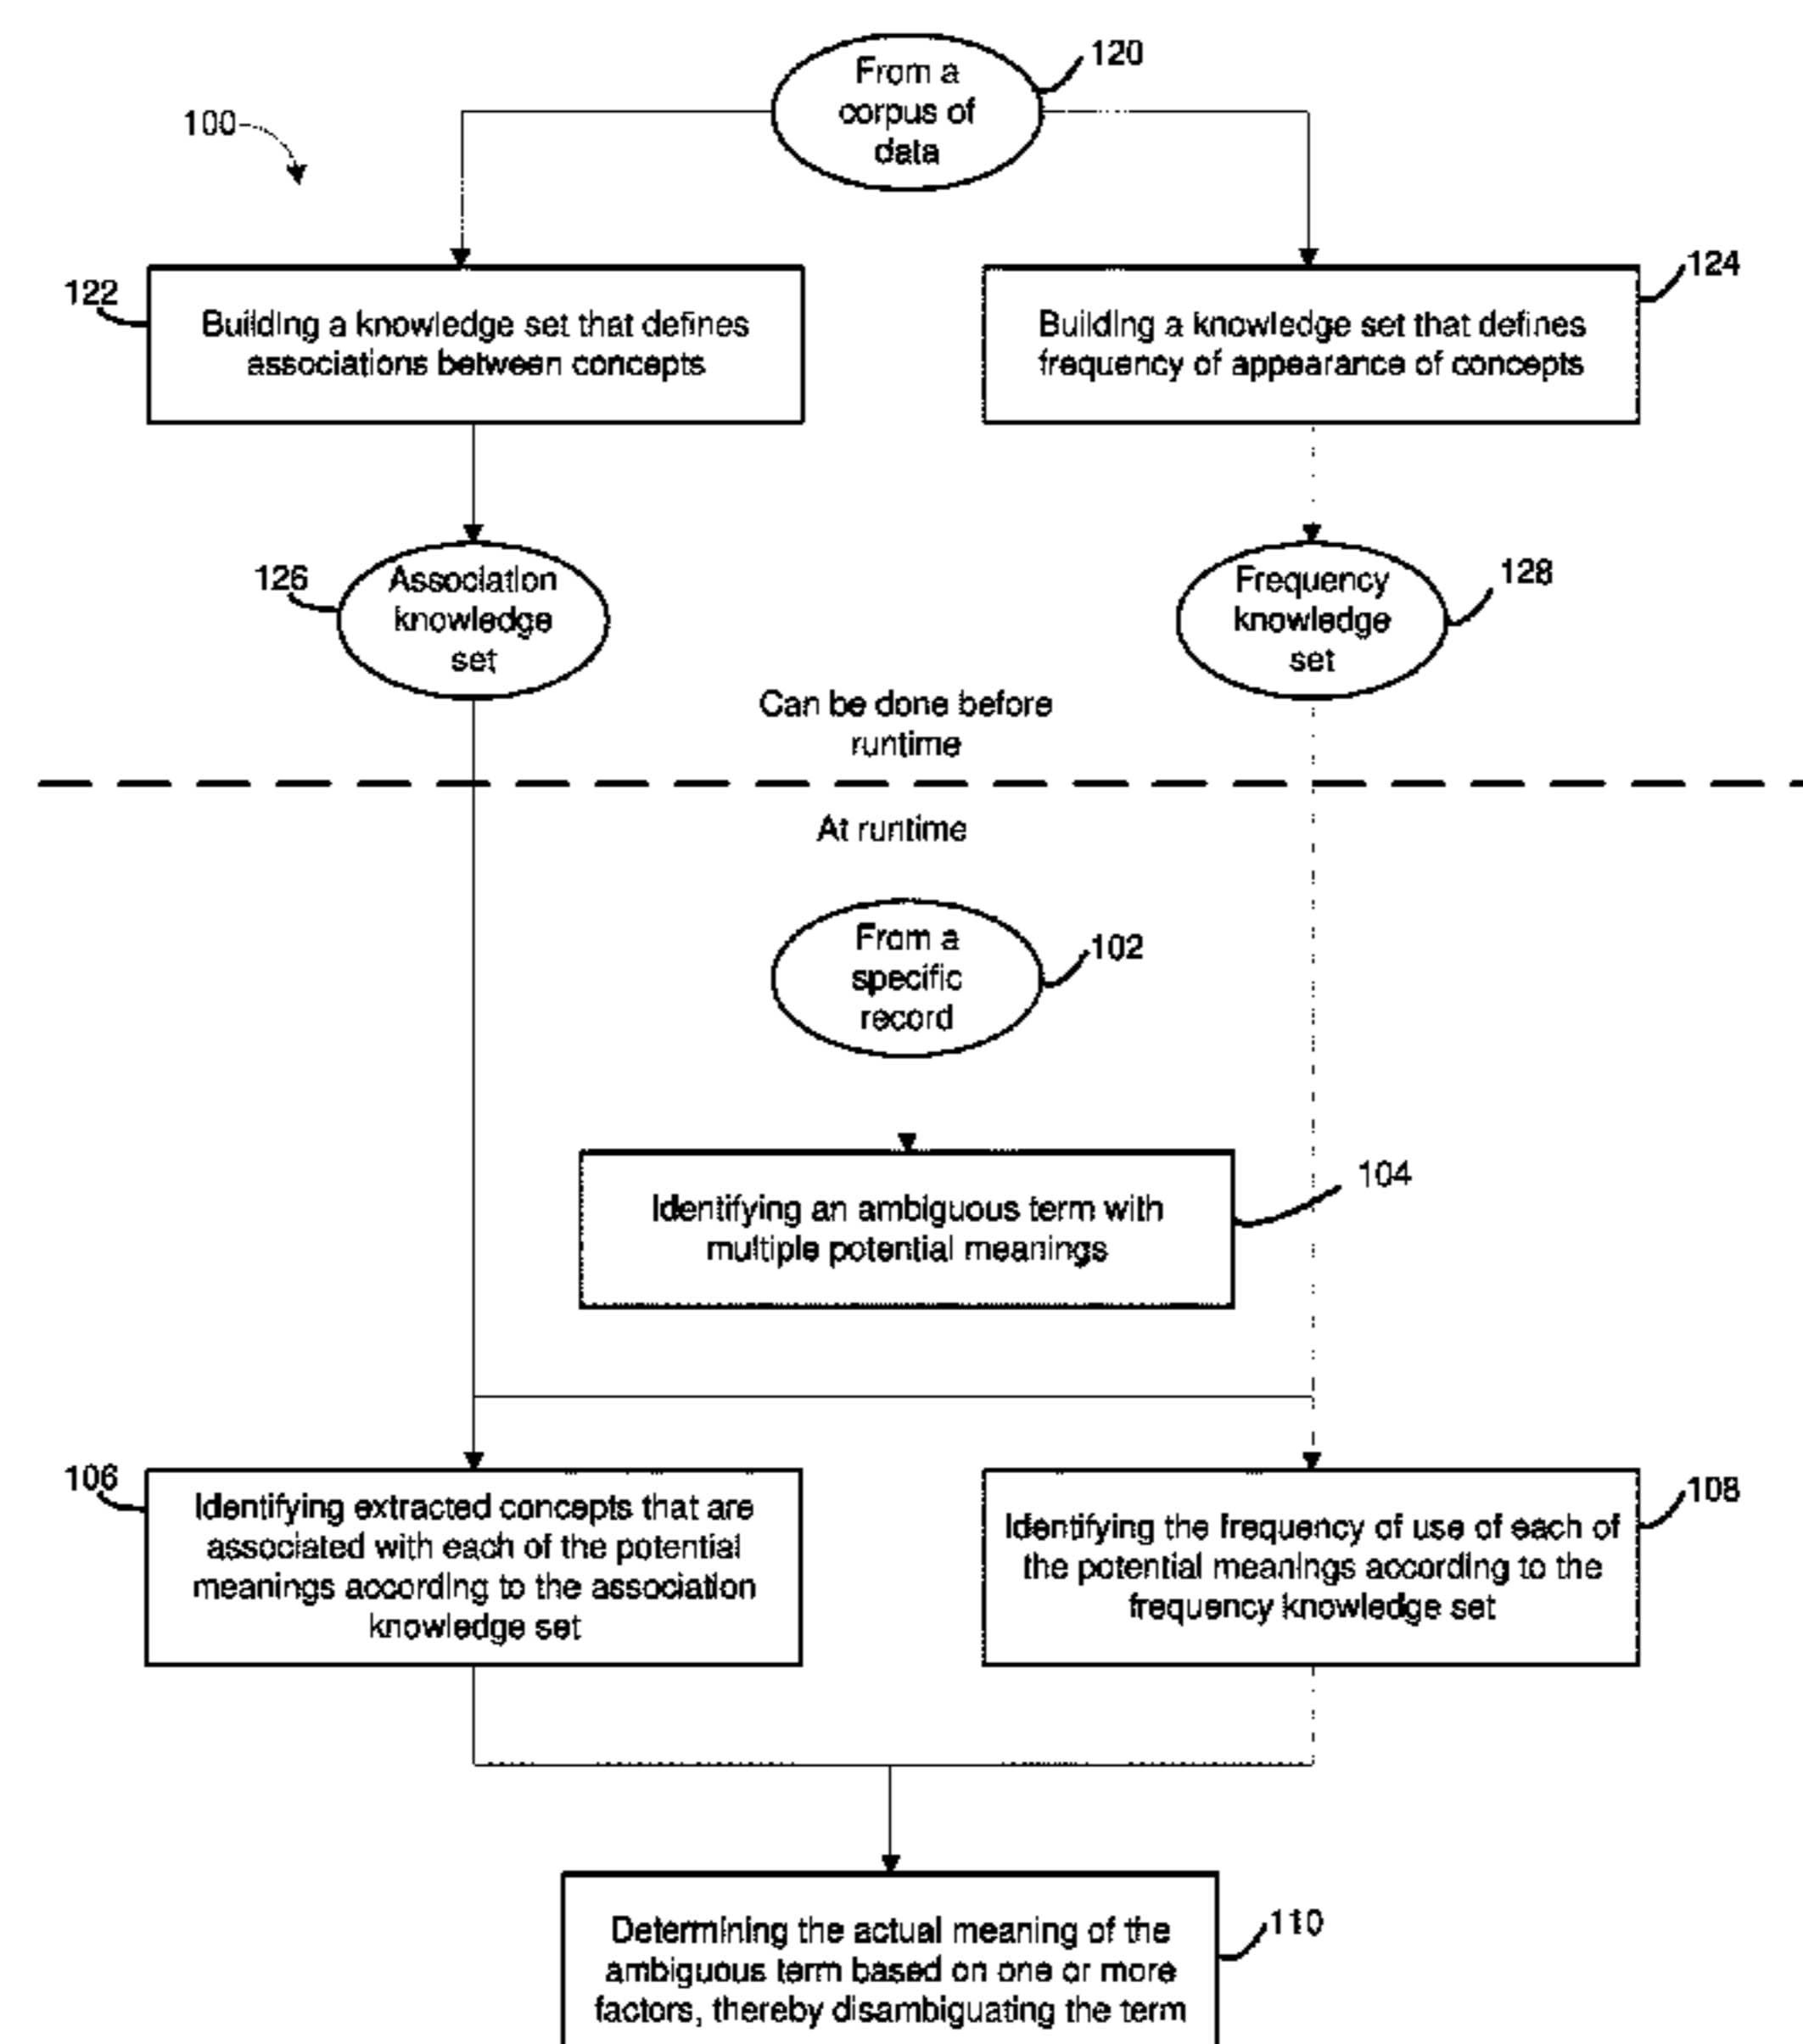 120
From a
corpus of
data
100
122
Building a knowledge set that defines
associations between concepts
124
Building a knowledge set that defines
frequency of appearance of concepts
126
Association
knowledge
set
128
Frequency
knowledge
set
Can be done before
runtime
At runtime
From a
specific
record
102
Identifying an ambiguous term with
multiple potential meanings
104
106
Identifying extracted concepts that are
associated with each of the potential
meanings according to the association
knowledge set
108
Identifying the frequency of use of each of
the potential meanings according to the
frequency knowledge set
Determining the actual meaning of the
ambiguous term based on one or more
factors, thereby disambiguating the term
110